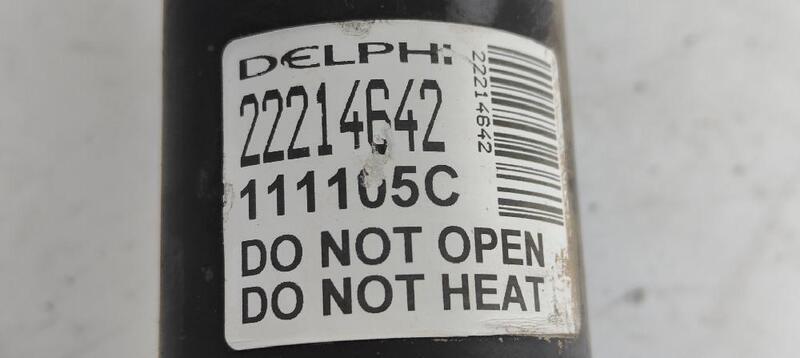 DELPHI
22214642
22214642
111105C
DO NOT OPEN
DO NOT HEAT